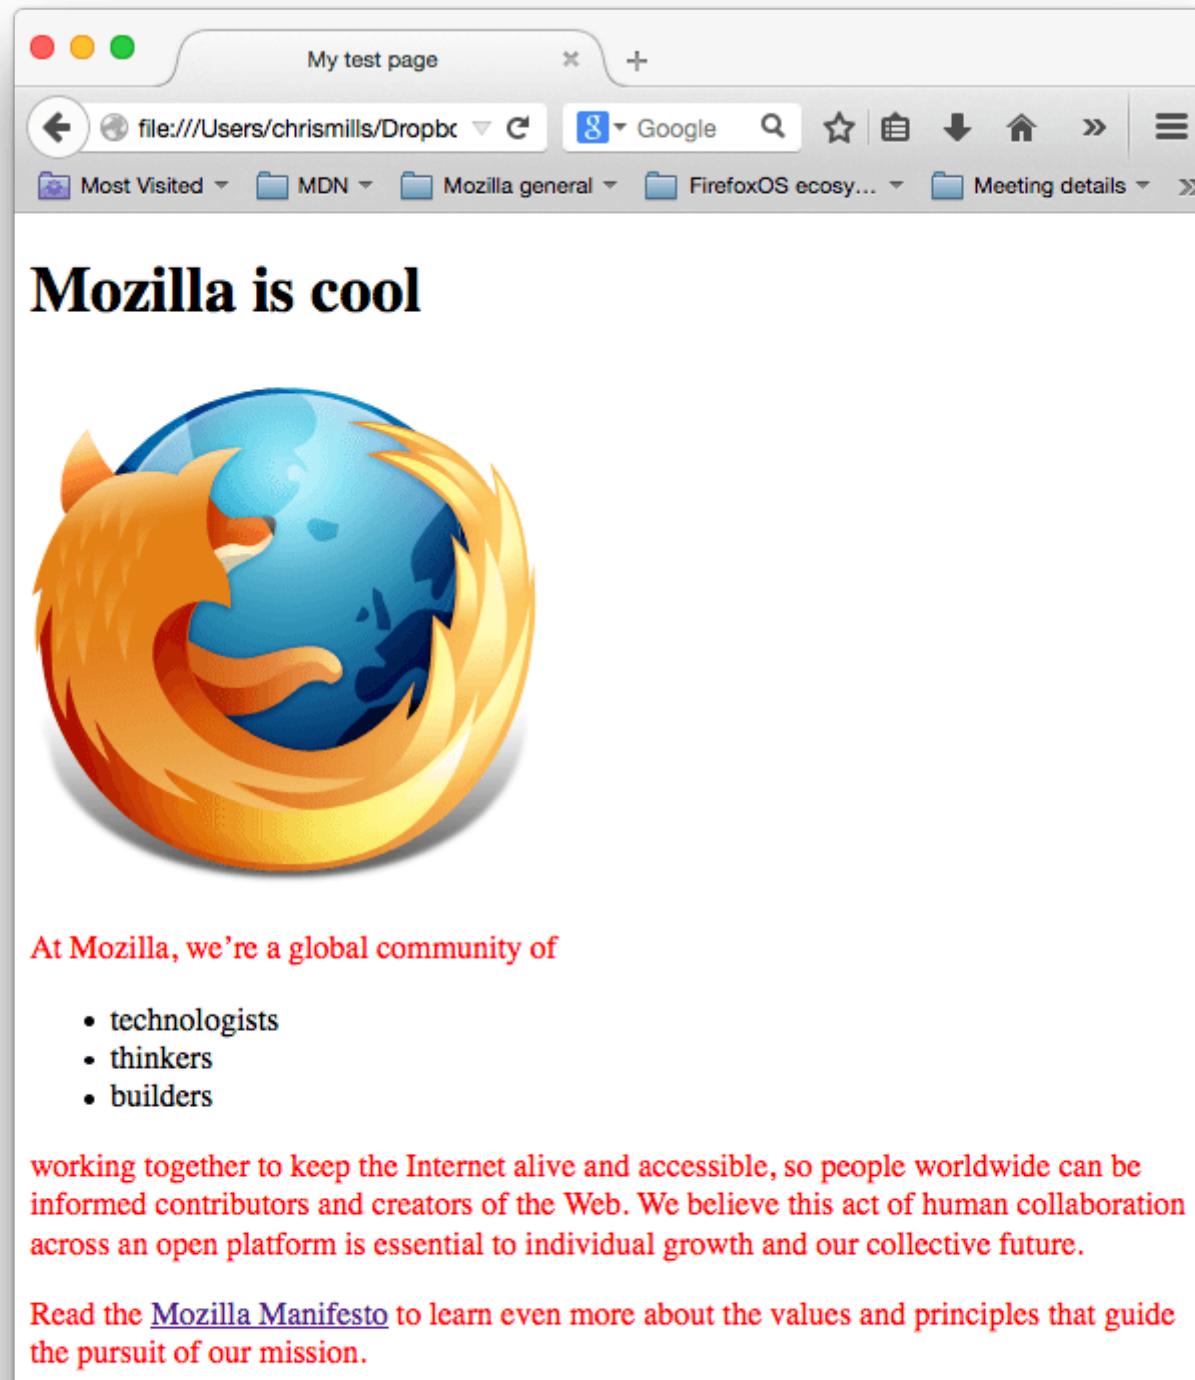 My test page
file:///Users/chrismills/Dropbc
Google
Most Visited MDN Mozilla general FirefoxOS ecosy... Meeting details
Mozilla is cool
At Mozilla, we’re a global community of
technologists
thinkers
builders
working together to keep the Internet alive and accessible, so people worldwide can be
informed contributors and creators of the Web. We believe this act of human collaboration
across an open platform is essential to individual growth and our collective future.
Read the Mozilla Manifesto to learn even more about the values and principles that guide
the pursuit of our mission.